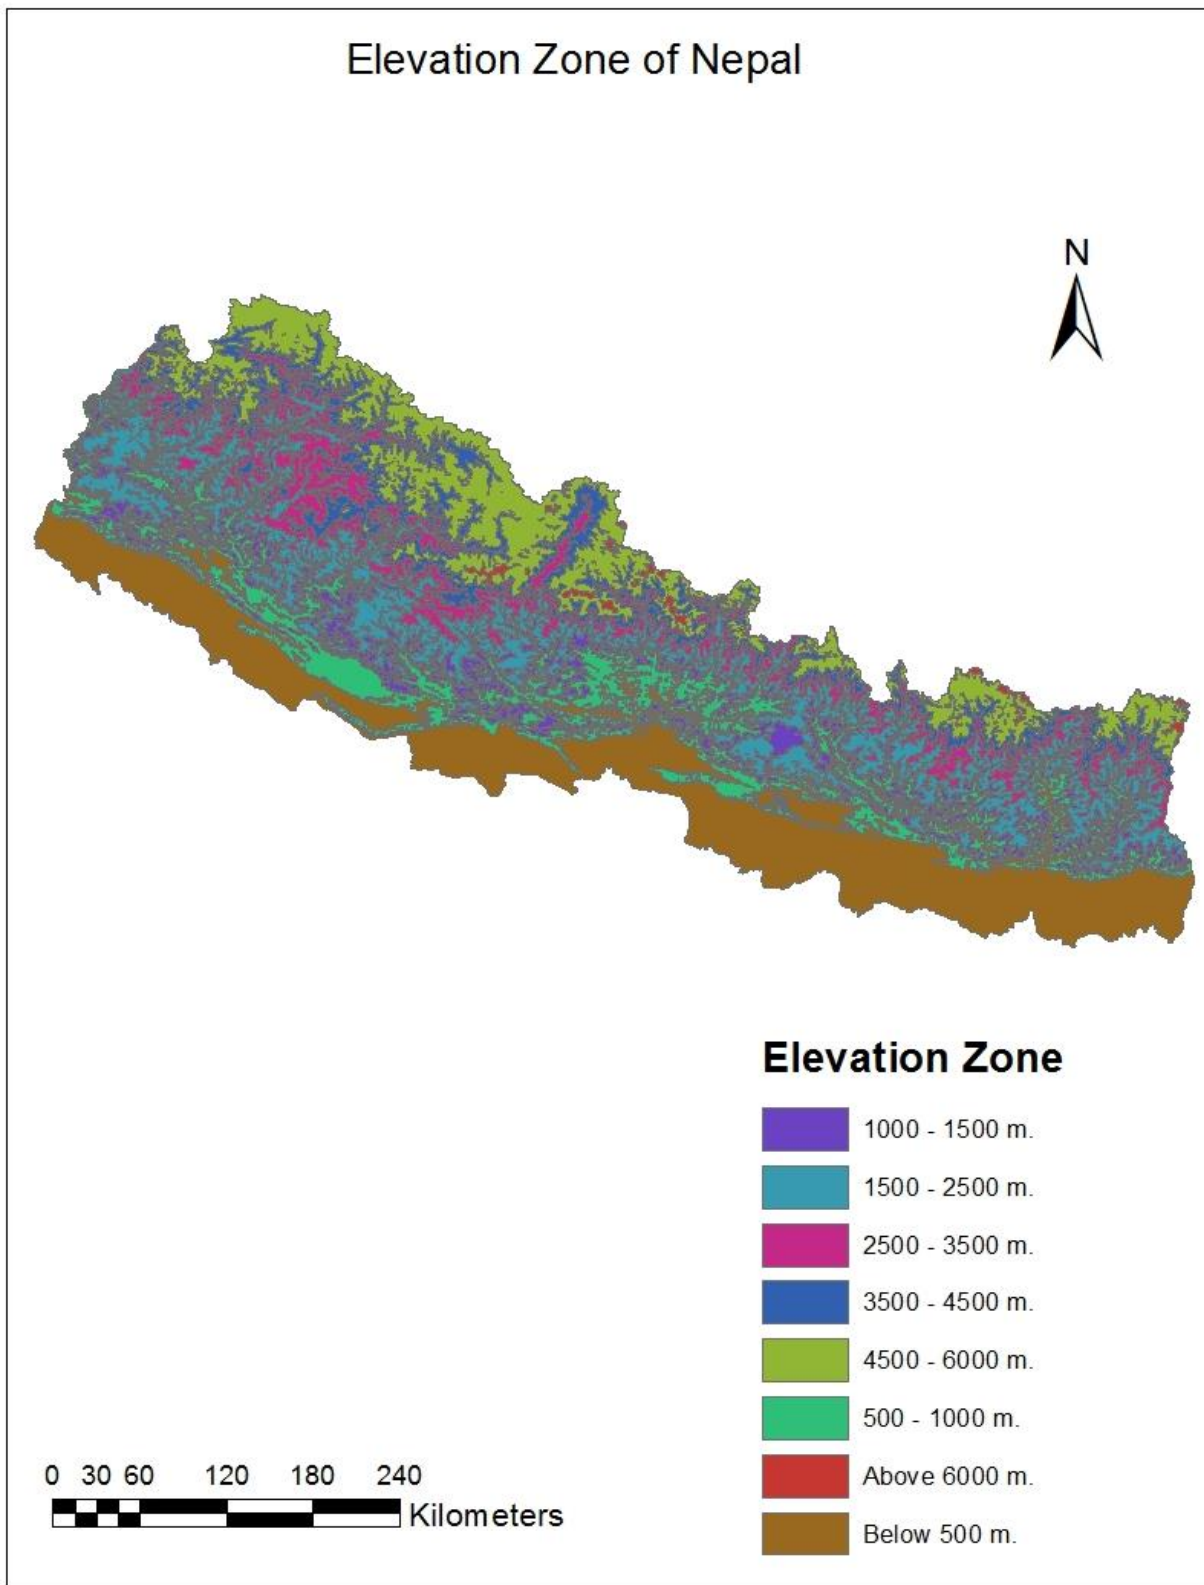 Elevation Zone of Nepal
N
Elevation Zone
1000 - 1500 m.
1500 - 2500 m.
2500 - 3500 m.
3500 - 4500 m.
4500 - 6000 m.
500 - 1000 m.
Above 6000 m.
Below 500 m.
0 30 60 120 180 240
Kilometers